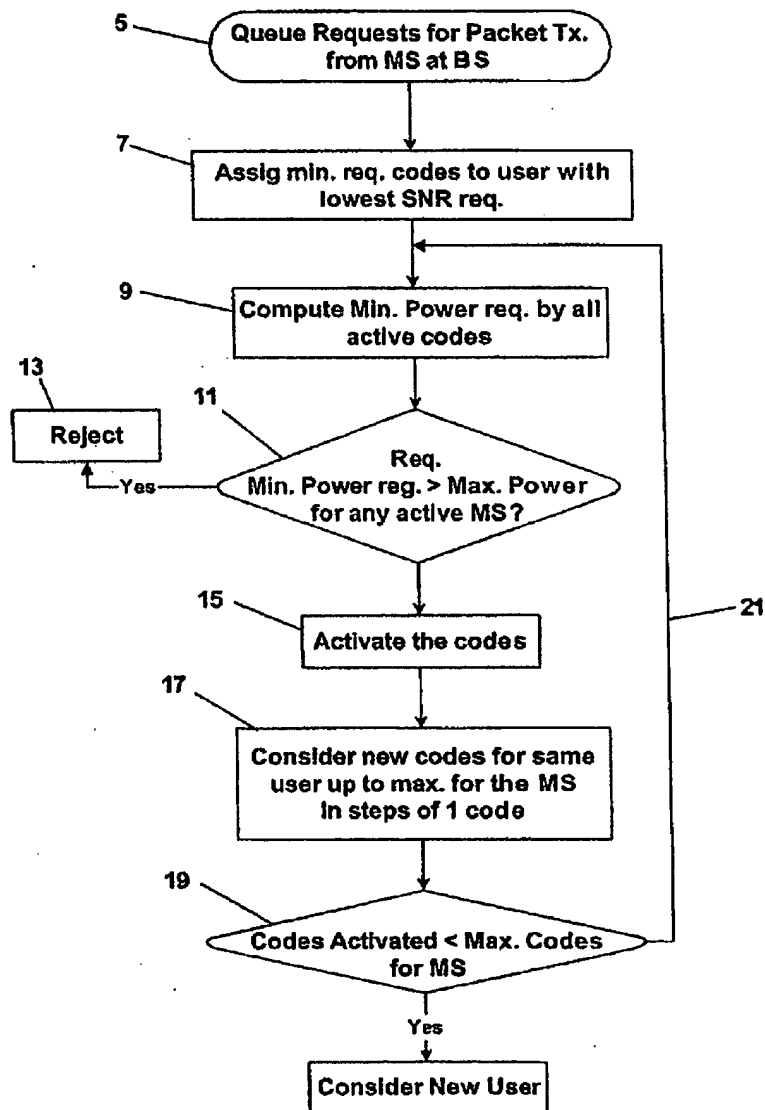 5
Queue Requests for Packet Tx.
from MS at BS
7
Assig min. req. codes to user with
lowest SNR req.
9
Compute Min. Power req. by all
active codes
13
Reject
11
Req.
Min. Power reg. > Max. Power
for any active MS?
Yes
15
Activate the codes
21
17
Consider new codes for same
user up to max. for the MS
in steps of 1 code
19
Codes Activated < Max. Codes
for MS
Yes
Consider New User